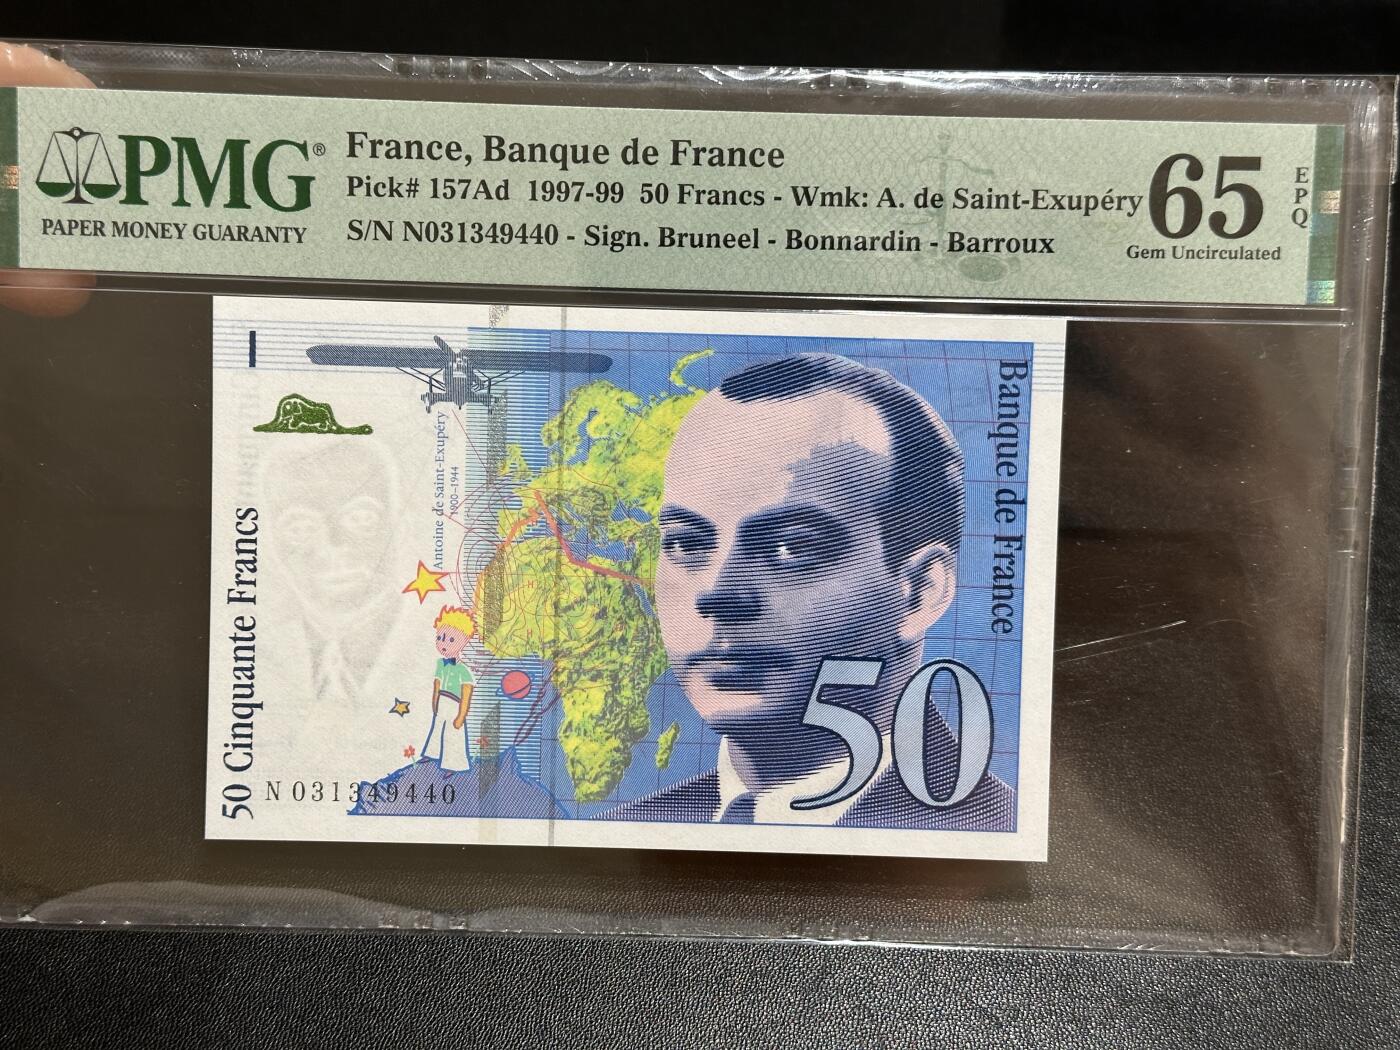 PMG®
PAPER MONEY GUARANTY
France, Banque de France
Pick# 157Ad 1997-99 50 Francs - Wmk: A. de Saint-Exupéry
S/N N031349440 - Sign. Bruneel - Bonnardin - Barroux
65
EPQ
Gem Uncirculated
50 Cinquante Francs
N 031349440
Antoine de Saint-Exupéry
1900-1944
Banque de France
50